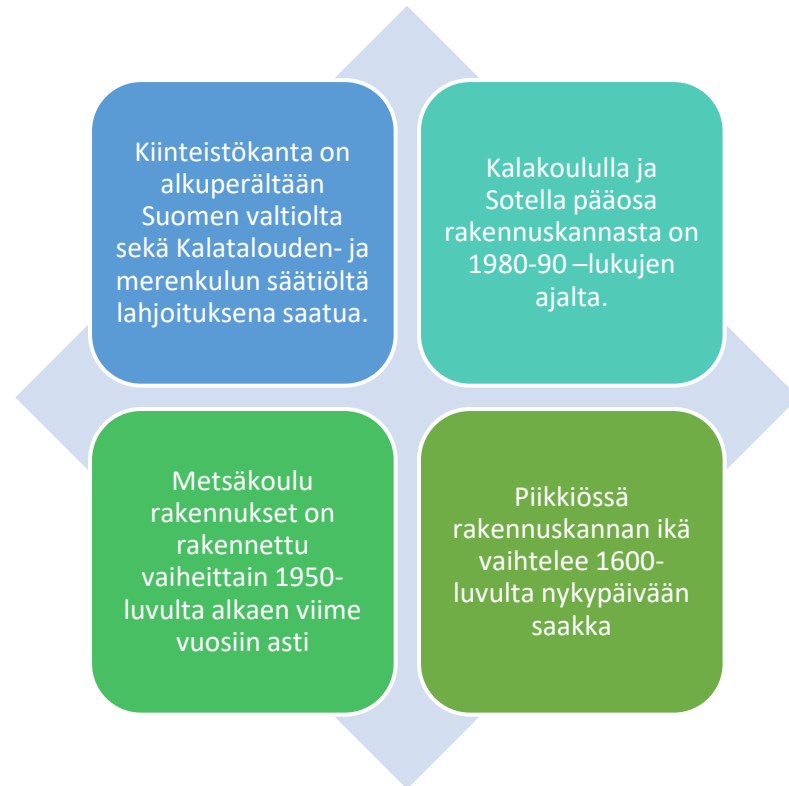 Kiinteistökanta on
alkuperältään
Suomen valtiolta
sekä Kalatalouden- ja
merenkulun säätiöltä
lahjoituksena saatua.
Kalakoululla ja
Sotella pääosa
rakennuskannasta on
1980-90 –lukujen
ajalta.
Metsäkoulu
rakennukset on
rakennettu
vaiheittain 1950-
luvulta alkaen viime
vuosiin asti
Piikkiössä
rakennuskannan ikä
vaihtelee 1600-
luvulta nykypäivään
saakka